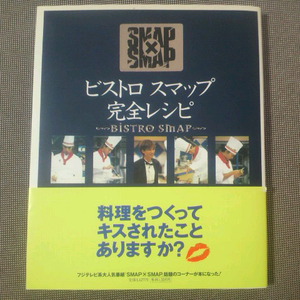 SMAP
×
SMAP
ビストロ スマップ
完全レシピ
BISTRO SMAP
料理をつくって
キスされたこと
ありますか?
フジテレビ系大人気番組「SMAP×SMAP」話題のコーナーが本になった!